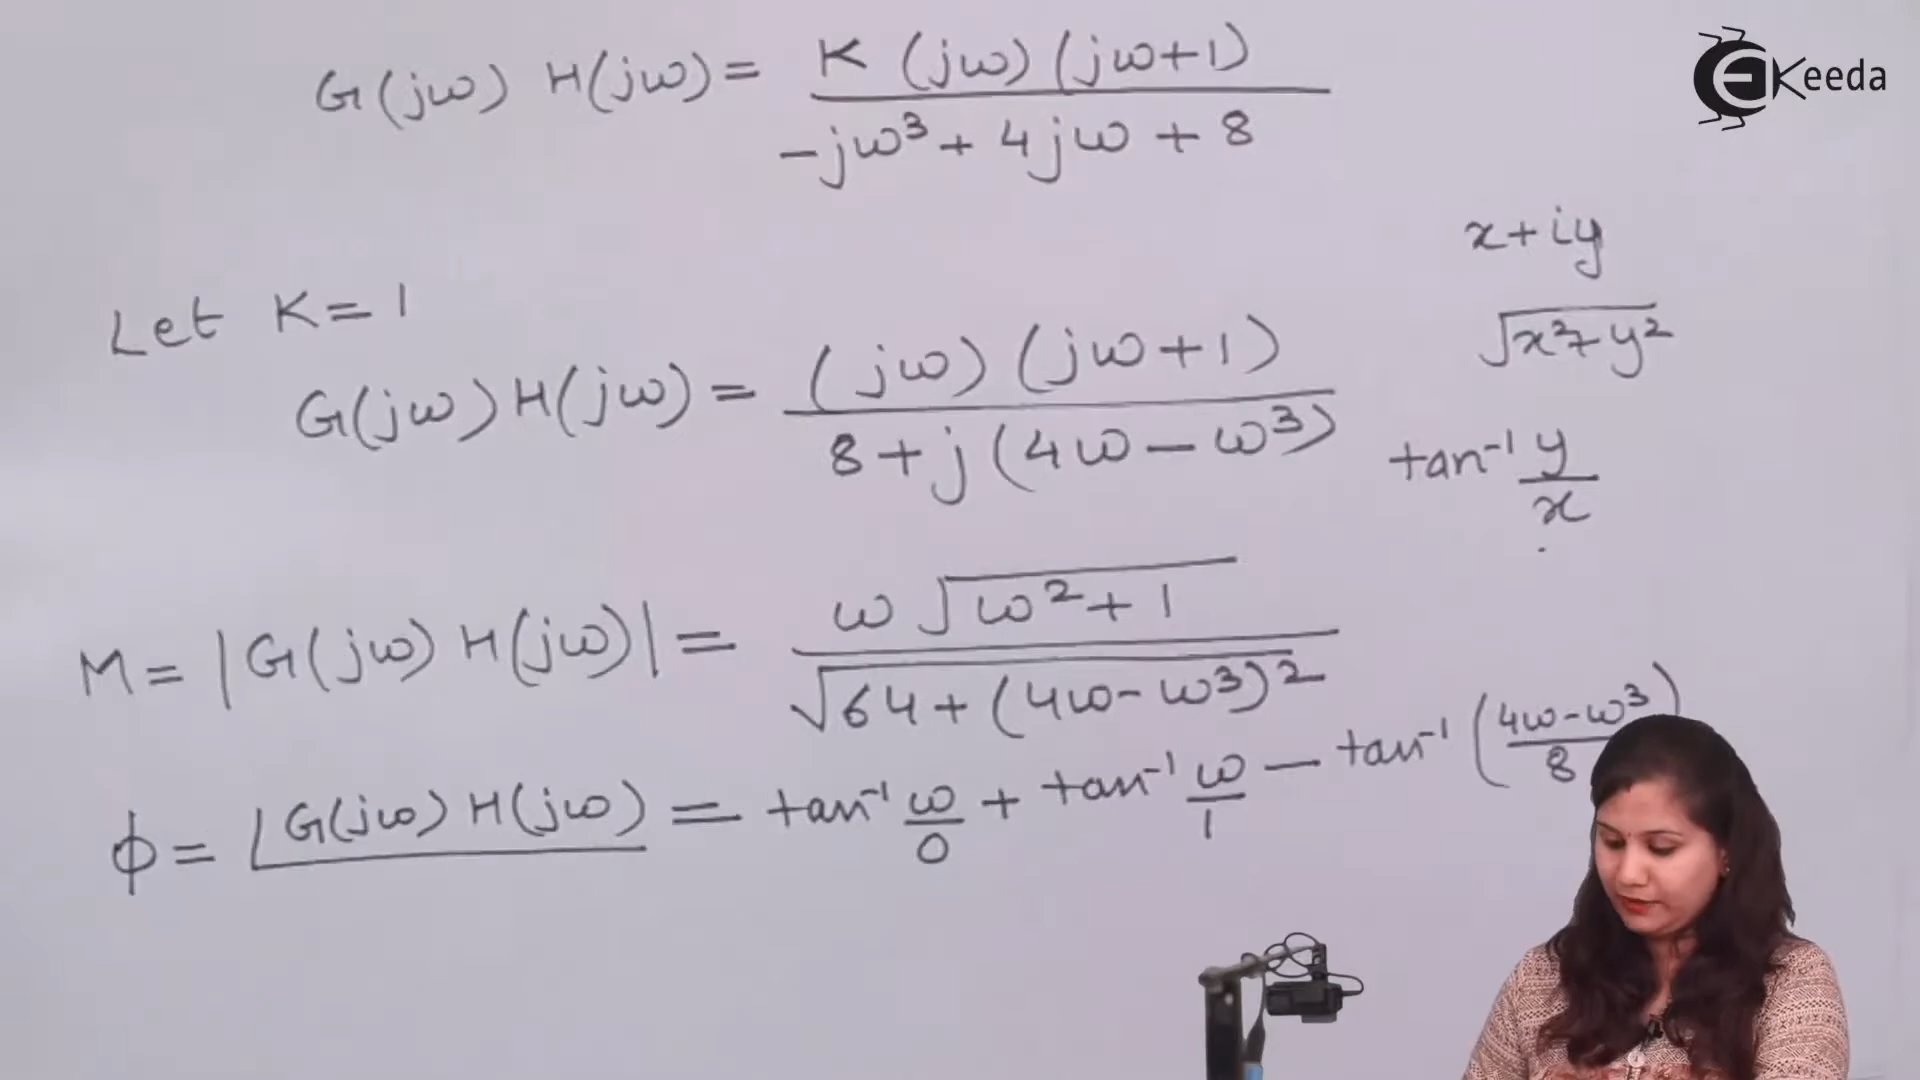 G(jω) H(jω) = K (jω) (jω+1) / -jω³ + 4jω + 8
Keeda
x+iy
Let K = 1
√x²+y²
G(jω) H(jω) = (jω) (jω+1) / 8+j(4ω-ω³)
tan⁻¹ y/x
M = |G(jω) H(jω)| = ω √ω²+1 / √64+(4ω-ω³)²
ϕ = ∠G(jω) H(jω) = tan⁻¹ ω/0 + tan⁻¹ ω/1 - tan⁻¹ (4ω-ω³/8)